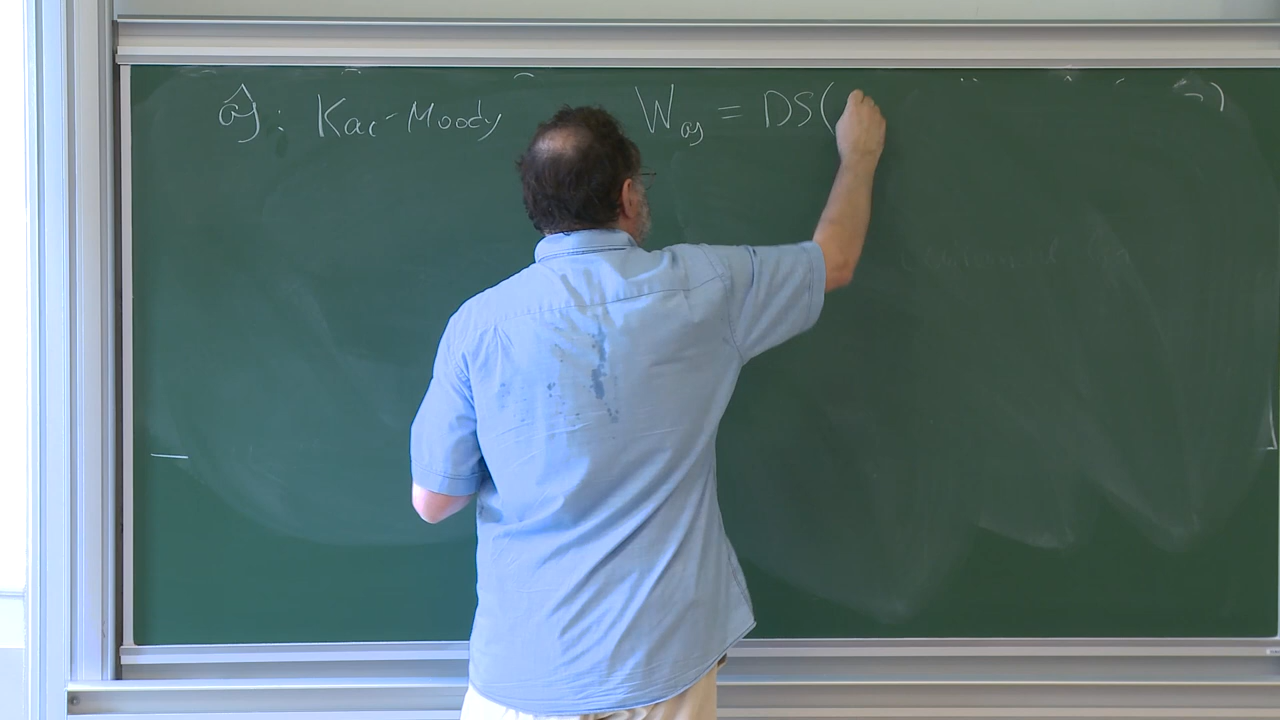 𝔤̂ : Kac-Moody W_𝔤 = DS(